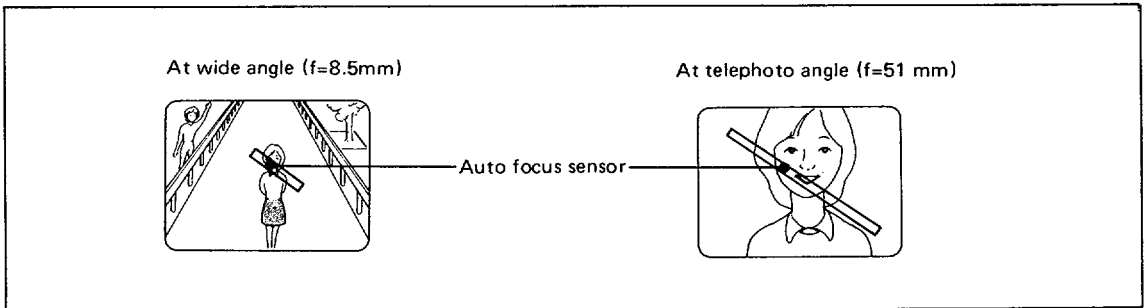 At wide angle (f=8.5mm)
At telephoto angle (f=51 mm)
Auto focus sensor